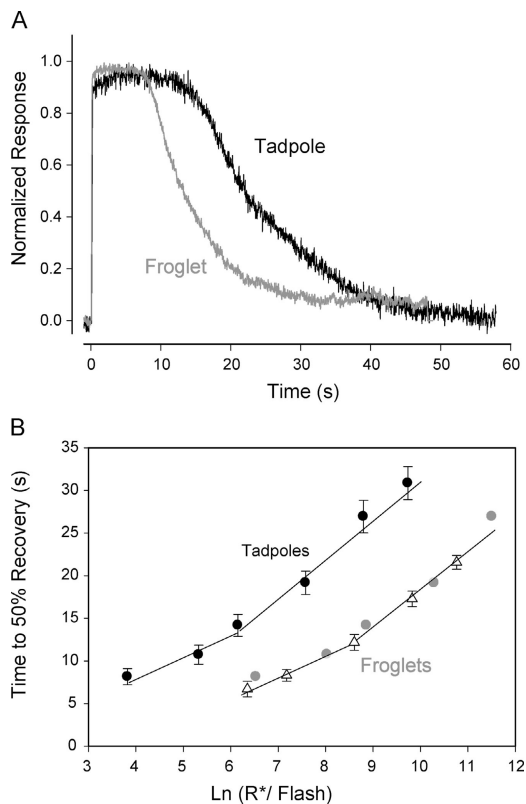 A
Normalized Response
1.0
0.8
0.6
0.4
0.2
0.0
Tadpole
Froglet
0 10 20 30 40 50 60
Time (s)
B
Time to 50% Recovery (s)
35
30
25
20
15
10
5
0
Tadpoles
Froglets
3 4 5 6 7 8 9 10 11 12
Ln (R*/ Flash)